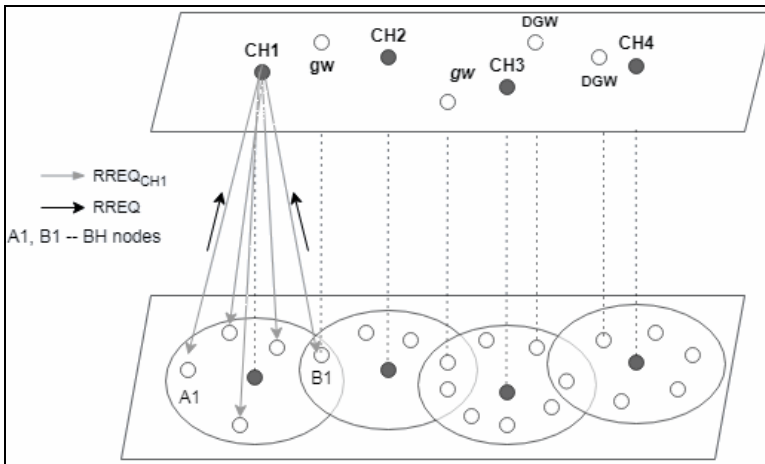 DGW
CH1
CH2
CH4
gw
gw
CH3
DGW
RREQCH1
RREQ
A1, B1 -- BH nodes
A1
B1